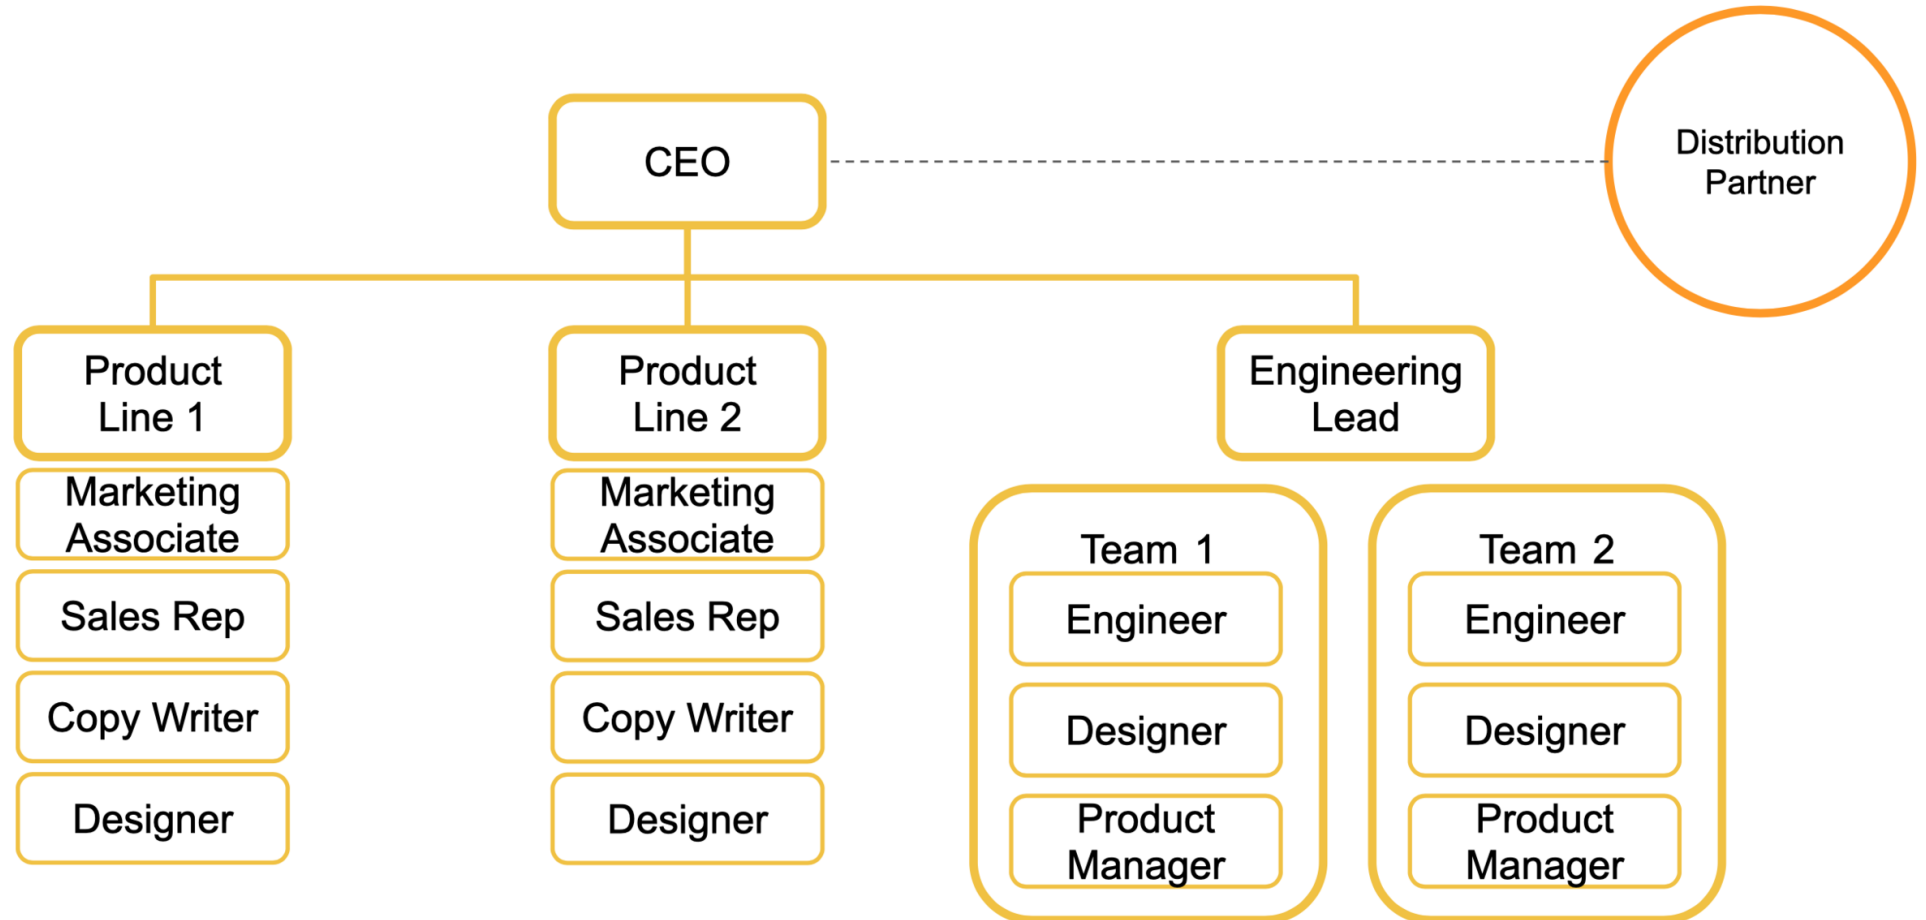 CEO
Distribution
Partner
Product
Line 1
Marketing
Associate
Sales Rep
Copy Writer
Designer
Product
Line 2
Marketing
Associate
Sales Rep
Copy Writer
Designer
Engineering
Lead
Team 1
Engineer
Designer
Product
Manager
Team 2
Engineer
Designer
Product
Manager